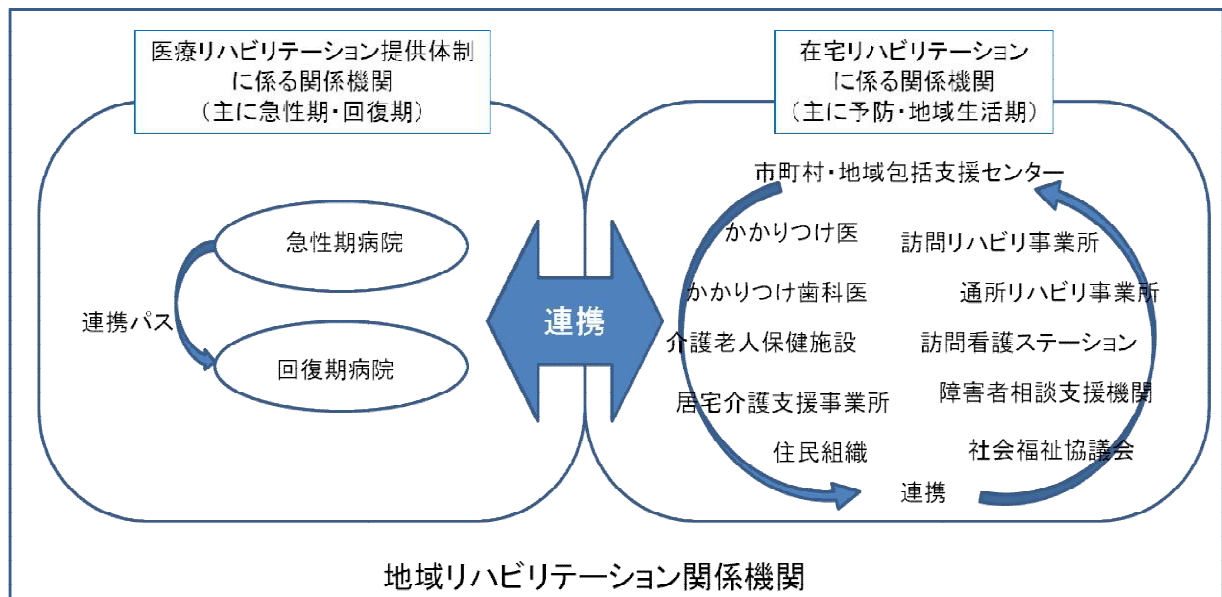 医療リハビリテーション提供体制
に係る関係機関
（主に急性期・回復期）
急性期病院
連携パス
回復期病院
連携
在宅リハビリテーション
に係る関係機関
（主に予防・地域生活期）
市町村・地域包括支援センター
かかりつけ医
訪問リハビリ事業所
かかりつけ歯科医
通所リハビリ事業所
介護老人保健施設
訪問看護ステーション
居宅介護支援事業所
障害者相談支援機関
住民組織
社会福祉協議会
連携
地域リハビリテーション関係機関